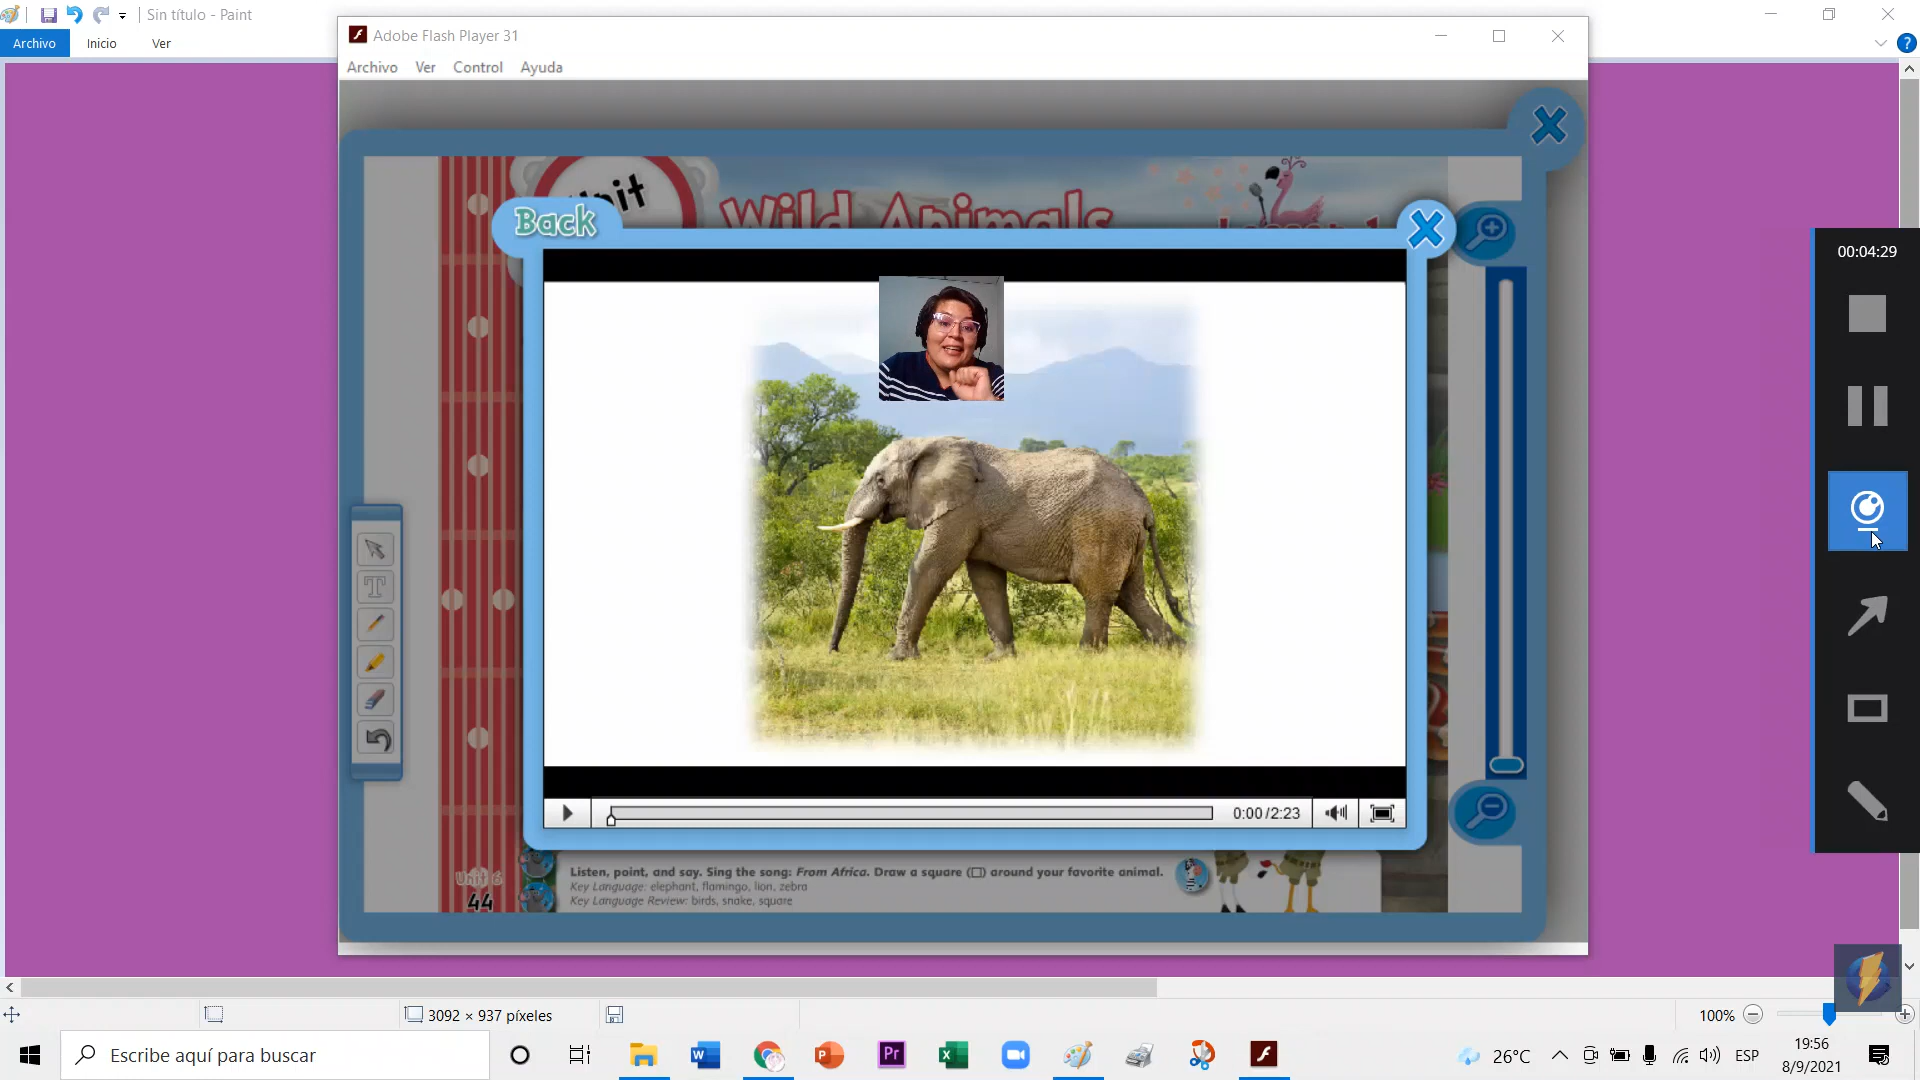 Sin título - Paint
Archivo Inicio Ver
Adobe Flash Player 31
Archivo Ver Control Ayuda
Unit
Wild Animals
Back
00:04:29
0:00/2:23
Listen, point, and say. Sing the song: From Africa. Draw a square (□) around your favorite animal.
Key Language: elephant, flamingo, lion, zebra
Key Language Review: birds, snake, square
Unit 6
44
3092 × 937 píxeles
100%
Escribe aquí para buscar
26°C
ESP
19:56
8/9/2021